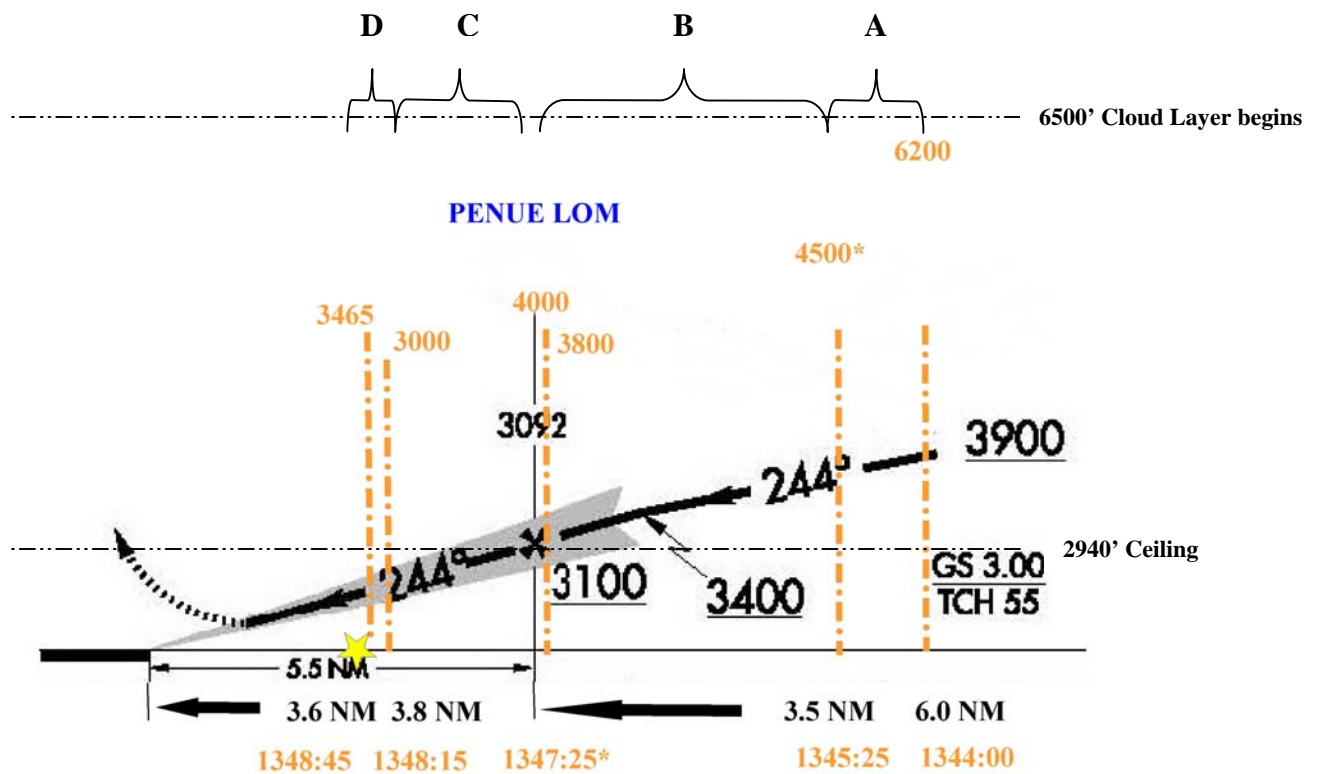 D C B A
6500’ Cloud Layer begins
6200
PENUE LOM
4500*
4000
3465
3000
3800
3092
3900
244°
244°
2940’ Ceiling
3100
3400
GS 3.00
TCH 55
5.5 NM
3.6 NM 3.8 NM 3.5 NM 6.0 NM
1348:45 1348:15 1347:25* 1345:25 1344:00